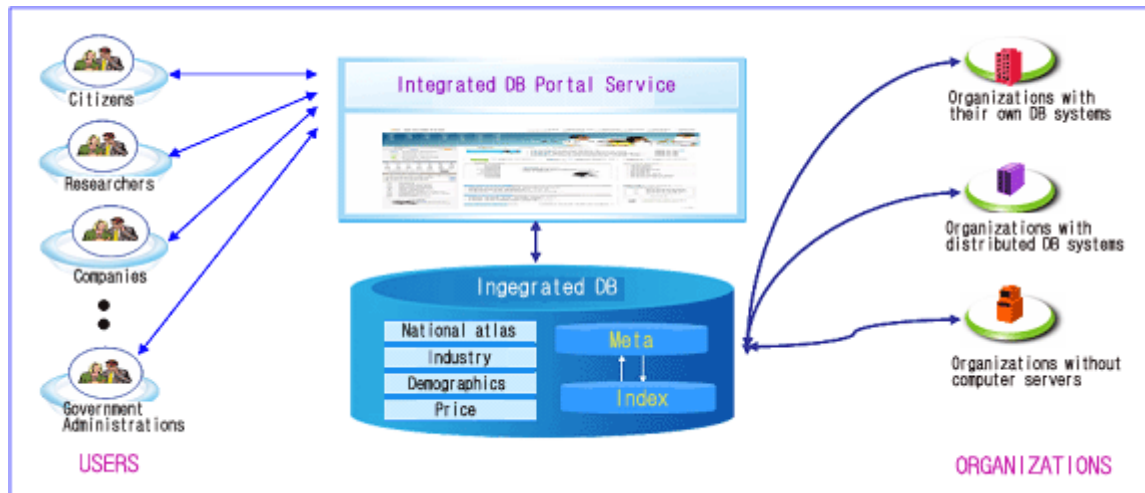 Citizens
Researchers
Companies
Government
Administrations
USERS
Integrated DB Portal Service
Ingegrated DB
National atlas
Industry
Demographics
Price
Meta
Index
Organizations with
their own DB systems
Organizations with
distributed DB systems
Organizations without
computer servers
ORGANIZATIONS